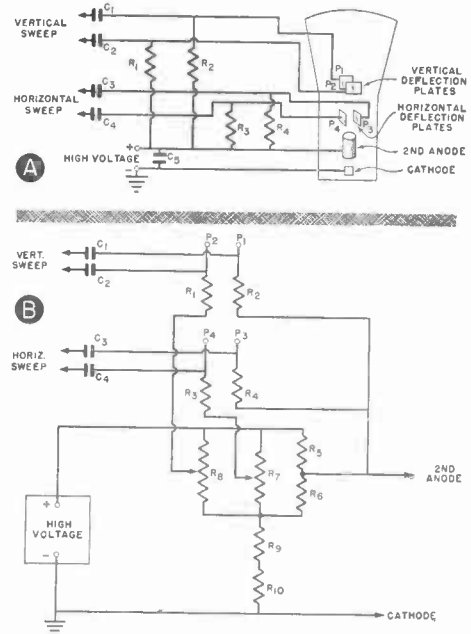 VERTICAL
SWEEP
C1
C2
R1
R2
C3
HORIZONTAL
SWEEP
C4
R3
R4
+
HIGH VOLTAGE
C5
-
P1
P2
VERTICAL
DEFLECTION
PLATES
P4
P3
HORIZONTAL
DEFLECTION
PLATES
2ND ANODE
CATHODE
A
P2
P1
VERT.
SWEEP
C1
C2
R1
R2
B
P4
P3
HORIZ.
SWEEP
C3
C4
R3
R4
R5
R8
R7
R6
2ND
ANODE
+
HIGH
VOLTAGE
-
R9
R10
CATHODE